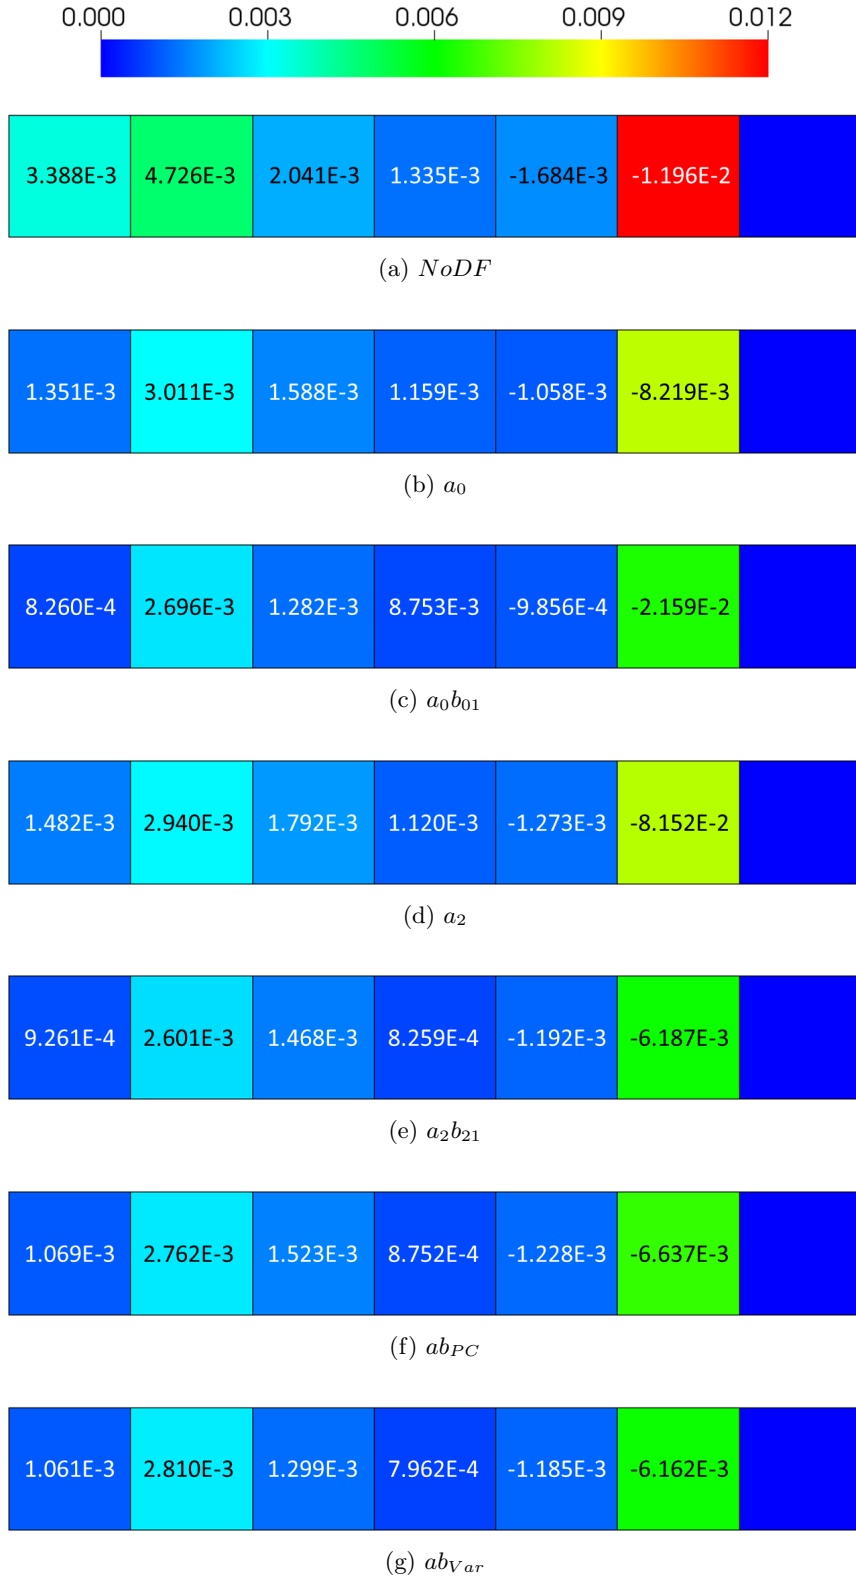 0.000 0.003 0.006 0.009 0.012
3.388E-3 4.726E-3 2.041E-3 1.335E-3 -1.684E-3 -1.196E-2
(a) NoDF
1.351E-3 3.011E-3 1.588E-3 1.159E-3 -1.058E-3 -8.219E-3
(b) a₀
8.260E-4 2.696E-3 1.282E-3 8.753E-3 -9.856E-4 -2.159E-2
(c) a₀b₀₁
1.482E-3 2.940E-3 1.792E-3 1.120E-3 -1.273E-3 -8.152E-2
(d) a₂
9.261E-4 2.601E-3 1.468E-3 8.259E-4 -1.192E-3 -6.187E-3
(e) a₂b₂₁
1.069E-3 2.762E-3 1.523E-3 8.752E-4 -1.228E-3 -6.637E-3
(f) ab_PC
1.061E-3 2.810E-3 1.299E-3 7.962E-4 -1.185E-3 -6.162E-3
(g) ab_Var